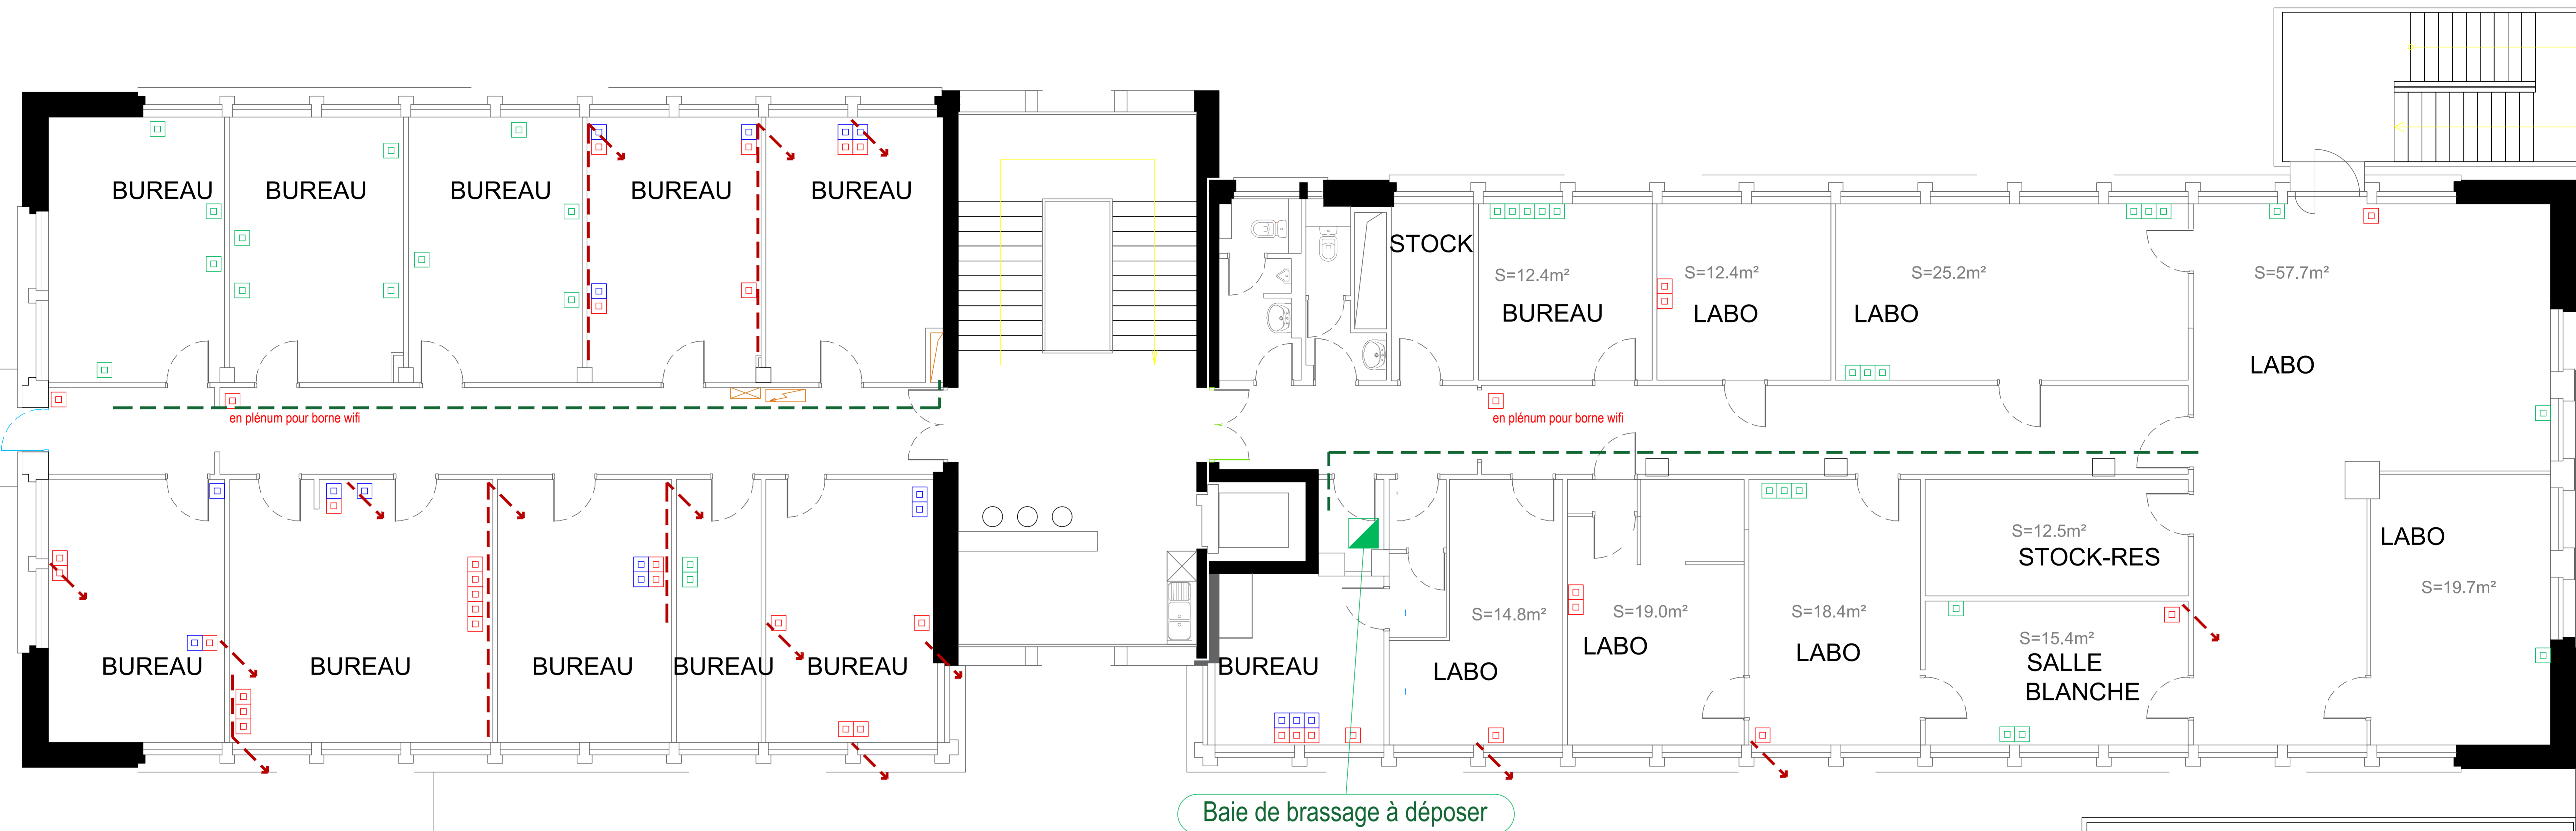 BUREAU
BUREAU
BUREAU
BUREAU
BUREAU
STOCK
S=12.4m²
BUREAU
S=12.4m²
LABO
S=25.2m²
LABO
S=57.7m²
LABO
en plénum pour borne wifi
en plénum pour borne wifi
BUREAU
BUREAU
BUREAU
BUREAU
BUREAU
BUREAU
S=14.8m²
LABO
S=19.0m²
LABO
S=18.4m²
LABO
S=12.5m²
STOCK-RES
S=15.4m²
SALLE
BLANCHE
LABO
S=19.7m²
Baie de brassage à déposer